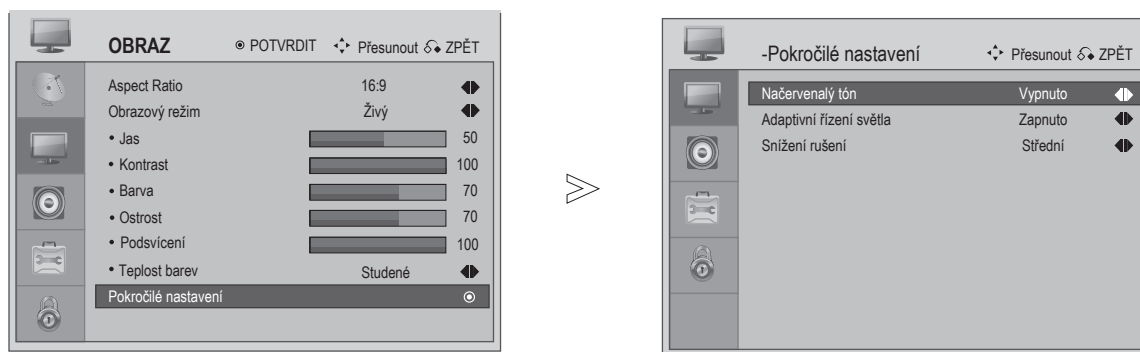 OBRAZ POTVRDIT Přesunout ZPĚT
Aspect Ratio 16:9
Obrazový režim Živý
• Jas 50
• Kontrast 100
• Barva 70
• Ostrost 70
• Podsvícení 100
• Teplost barev Studené
Pokročilé nastavení
-Pokročilé nastavení Přesunout ZPĚT
Načervenalý tón Vypnuto
Adaptivní řízení světla Zapnuto
Snížení rušení Střední